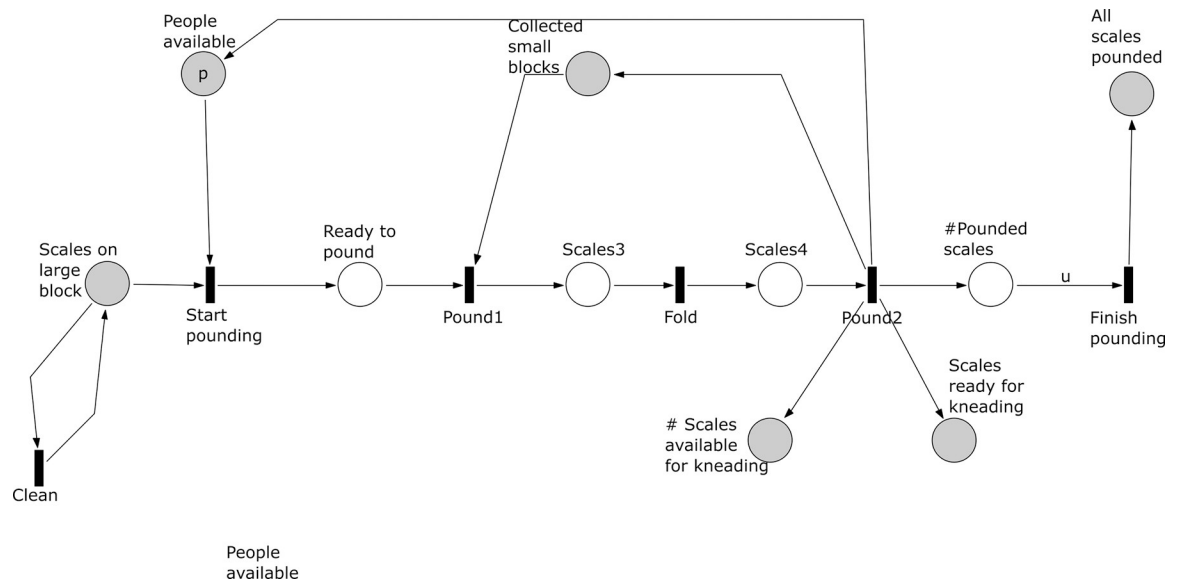 People
available
p
Collected
small
blocks
All
scales
pounded
Scales on
large
block
Ready to
pound
Scales3
Scales4
#Pounded
scales
u
Start
pounding
Pound1
Fold
Pound2
Finish
pounding
Scales
ready for
kneading
# Scales
available
for kneading
Clean
People
available